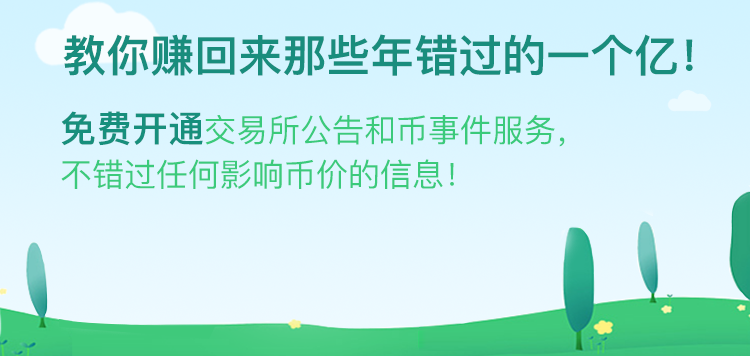 教你赚回来那些年错过的一个亿！
免费开通交易所公告和币事件服务，
不错过任何影响币价的信息！